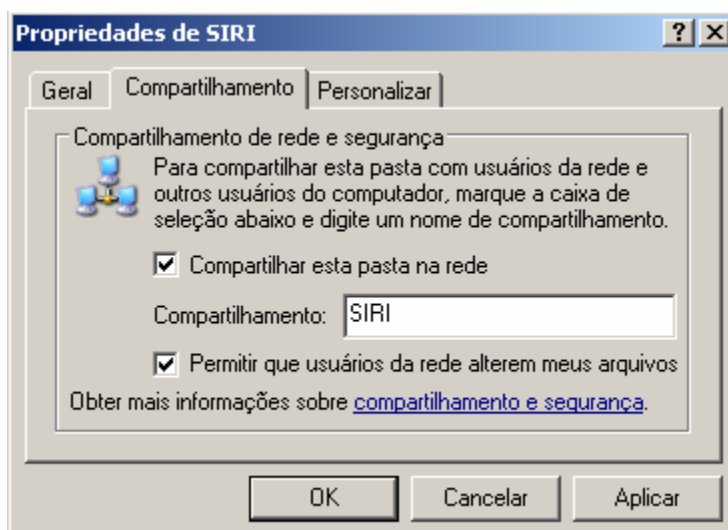 Propriedades de SIRI
Geral
Compartilhamento
Personalizar
Compartilhamento de rede e segurança
Para compartilhar esta pasta com usuários da rede e
outros usuários do computador, marque a caixa de
seleção abaixo e digite um nome de compartilhamento.
Compartilhar esta pasta na rede
Compartilhamento: SIRI
Permitir que usuários da rede alterem meus arquivos
Obter mais informações sobre compartilhamento e segurança.
OK
Cancelar
Aplicar